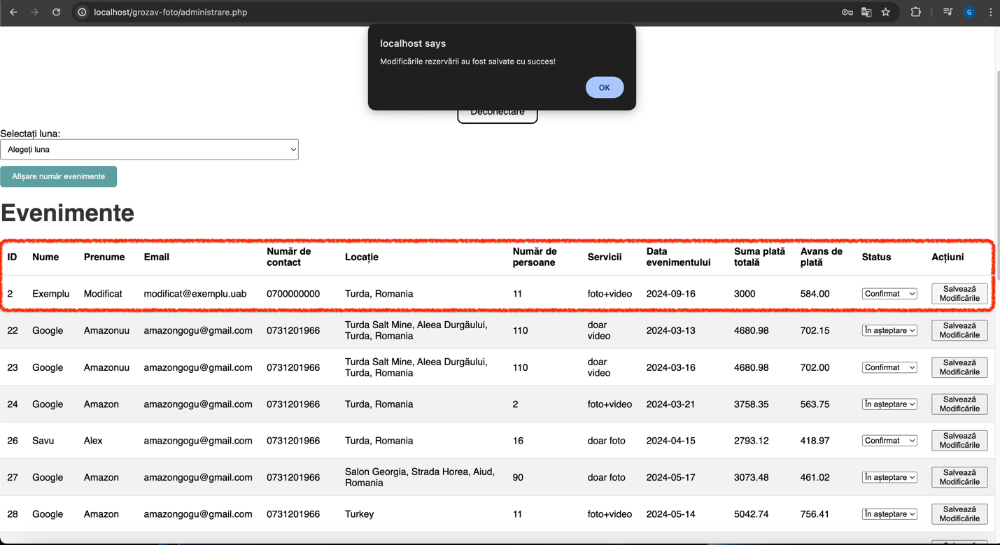 localhost/grozav-foto/administrare.php
G
localhost says
Modificările rezervării au fost salvate cu succes!
OK
Deconectare
Selectați luna:
Alegeți luna
Afișare număr evenimente
Evenimente
ID Nume Prenume Email Număr de contact Locație Număr de persoane Servicii Data evenimentului Suma plată totală Avans de plată Status Acțiuni
2 Exemplu Modificat modificat@exemplu.uab 0700000000 Turda, Romania 11 foto+video 2024-09-16 3000 584.00 Confirmat Salvează Modificările
22 Google Amazonuu amazongogu@gmail.com 0731201966 Turda Salt Mine, Aleea Durgăului, Turda, Romania 110 doar video 2024-03-13 4680.98 702.15 În așteptare Salvează Modificările
23 Google Amazonuu amazongogu@gmail.com 0731201966 Turda Salt Mine, Aleea Durgăului, Turda, Romania 110 doar video 2024-03-16 4680.98 702.00 Confirmat Salvează Modificările
24 Google Amazon amazongogu@gmail.com 0731201966 Turda, Romania 2 foto+video 2024-03-21 3758.35 563.75 În așteptare Salvează Modificările
26 Savu Alex amazongogu@gmail.com 0731201966 Turda, Romania 16 doar foto 2024-04-15 2793.12 418.97 Confirmat Salvează Modificările
27 Google Amazon amazongogu@gmail.com 0731201966 Salon Georgia, Strada Horea, Aiud, Romania 90 doar foto 2024-05-17 3073.48 461.02 În așteptare Salvează Modificările
28 Google Amazon amazongogu@gmail.com 0731201966 Turkey 11 foto+video 2024-05-14 5042.74 756.41 În așteptare Salvează Modificările